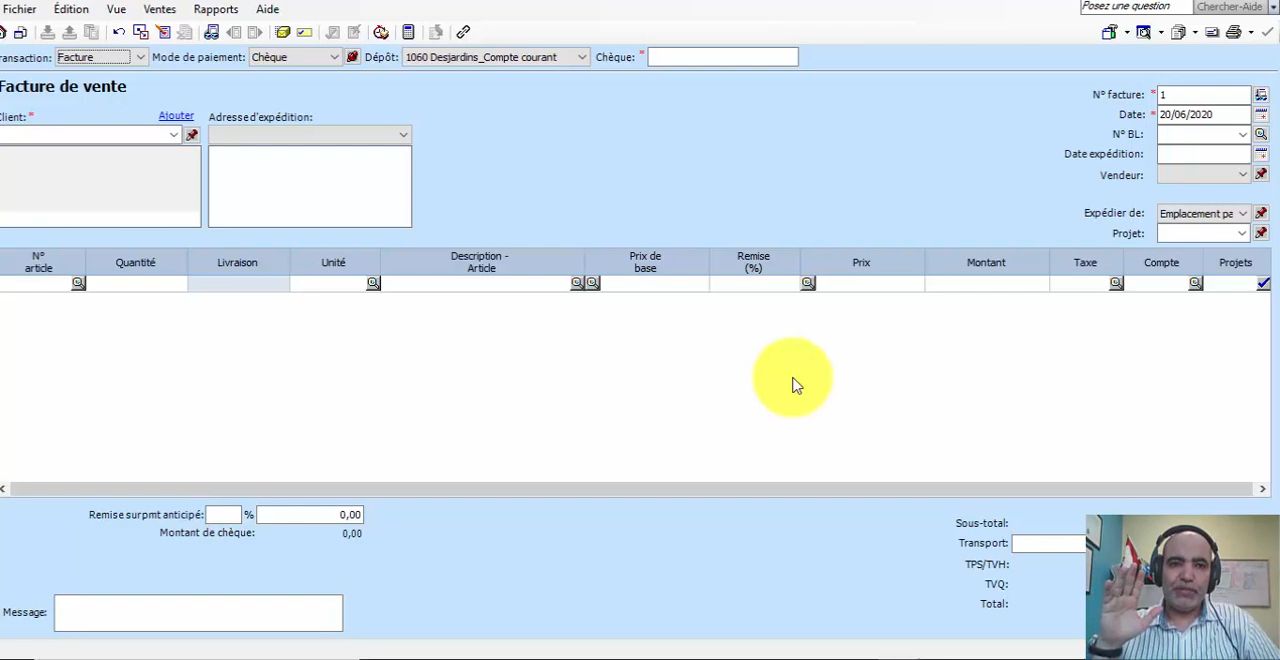 Fichier Édition Vue Ventes Rapports Aide Posez une question Chercher-Aide
ransaction: Facture Mode de paiement: Chèque Dépôt: 1060 Desjardins_Compte courant Chèque: *
Facture de vente
lient: * Ajouter Adresse d'expédition:
N° facture: * 1
Date: * 20/06/2020
N° BL:
Date expédition:
Vendeur:
Expédier de: Emplacement pa
Projet:
N° article Quantité Livraison Unité Description - Article Prix de base Remise (%) Prix Montant Taxe Compte Projets
Remise surpmt anticipé: % 0,00
Montant de chèque: 0,00
Sous-total:
Transport:
TPS/TVH:
TVQ:
Total:
Message: